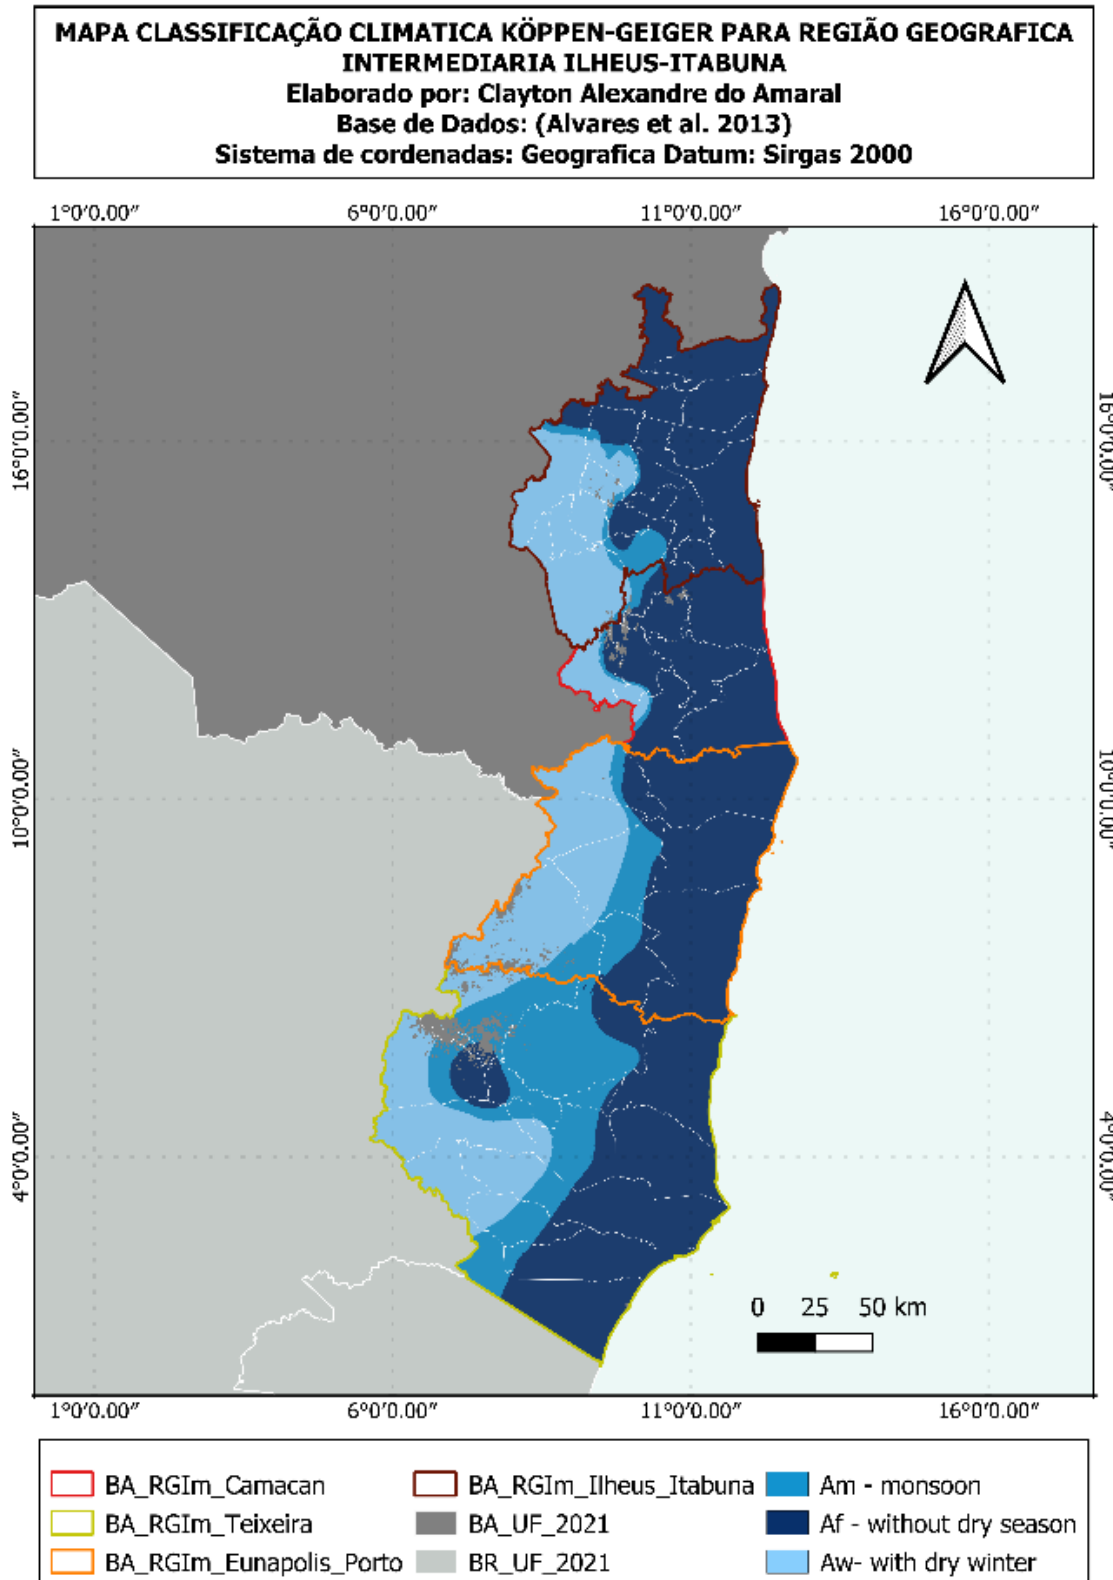 MAPA CLASSIFICAÇÃO CLIMATICA KÖPPEN-GEIGER PARA REGIÃO GEOGRAFICA
INTERMEDIARIA ILHEUS-ITABUNA
Elaborado por: Clayton Alexandre do Amaral
Base de Dados: (Alvares et al. 2013)
Sistema de cordenadas: Geografica Datum: Sirgas 2000
1°0′0.00″ 6°0′0.00″ 11°0′0.00″ 16°0′0.00″
16°0′0.00″ 16°0′0.00″
10°0′0.00″ 10°0′0.00″
4°0′0.00″ 4°0′0.00″
0 25 50 km
1°0′0.00″ 6°0′0.00″ 11°0′0.00″ 16°0′0.00″
BA_RGIm_Camacan BA_RGIm_Ilheus_Itabuna Am - monsoon
BA_RGIm_Teixeira BA_UF_2021 Af - without dry season
BA_RGIm_Eunapolis_Porto BR_UF_2021 Aw- with dry winter